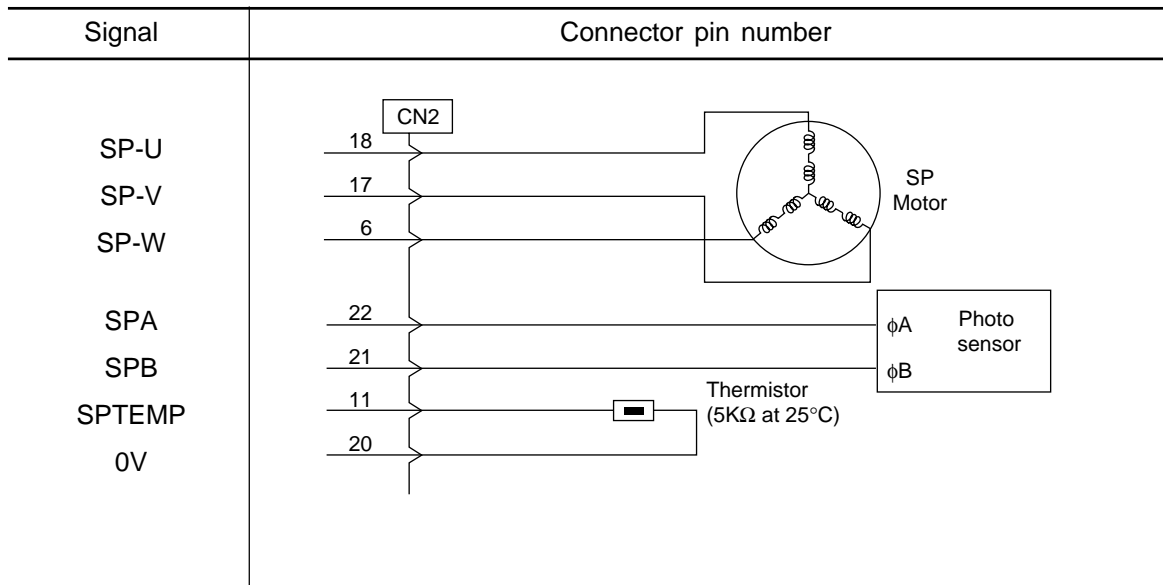 Signal Connector pin number
CN2
SP-U 18
SP-V 17
SP-W 6
SP
Motor
SPA 22
SPB 21
SPTEMP 11
0V 20
ϕA Photo
sensor
ϕB
Thermistor
(5KΩ at 25°C)